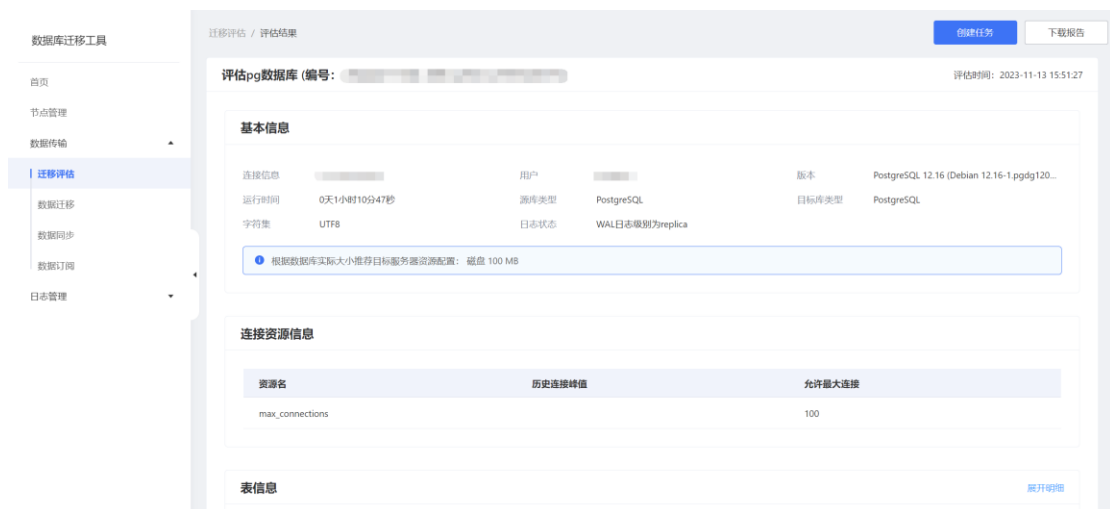 数据库迁移工具
首页
节点管理
数据传输
迁移评估
数据迁移
数据同步
数据订阅
日志管理
迁移评估 / 评估结果
创建任务 下载报告
评估pg数据库 (编号：
评估时间：2023-11-13 15:51:27
基本信息
连接信息 用户 版本 PostgreSQL 12.16 (Debian 12.16-1.pgdg120...
运行时间 0天1小时10分47秒 源库类型 PostgreSQL 目标库类型 PostgreSQL
字符集 UTF8 日志状态 WAL日志级别为replica
根据数据库实际大小推荐目标服务器资源配置： 磁盘 100 MB
连接资源信息
资源名 历史连接峰值 允许最大连接
max_connections 100
表信息 展开明细